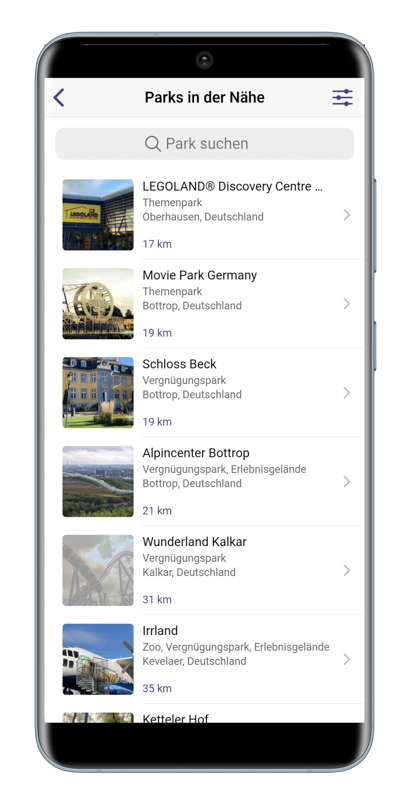 Parks in der Nähe
Park suchen
LEGOLAND® Discovery Centre ...
Themenpark
Oberhausen, Deutschland
17 km
LEGOLAND
Movie Park Germany
Themenpark
Bottrop, Deutschland
19 km
Schloss Beck
Vergnügungspark
Bottrop, Deutschland
19 km
Alpincenter Bottrop
Vergnügungspark, Erlebnisgelände
Bottrop, Deutschland
21 km
Wunderland Kalkar
Vergnügungspark
Kalkar, Deutschland
31 km
Irrland
Zoo, Vergnügungspark, Erlebnisgelände
Kevelaer, Deutschland
35 km
Ketteler Hof